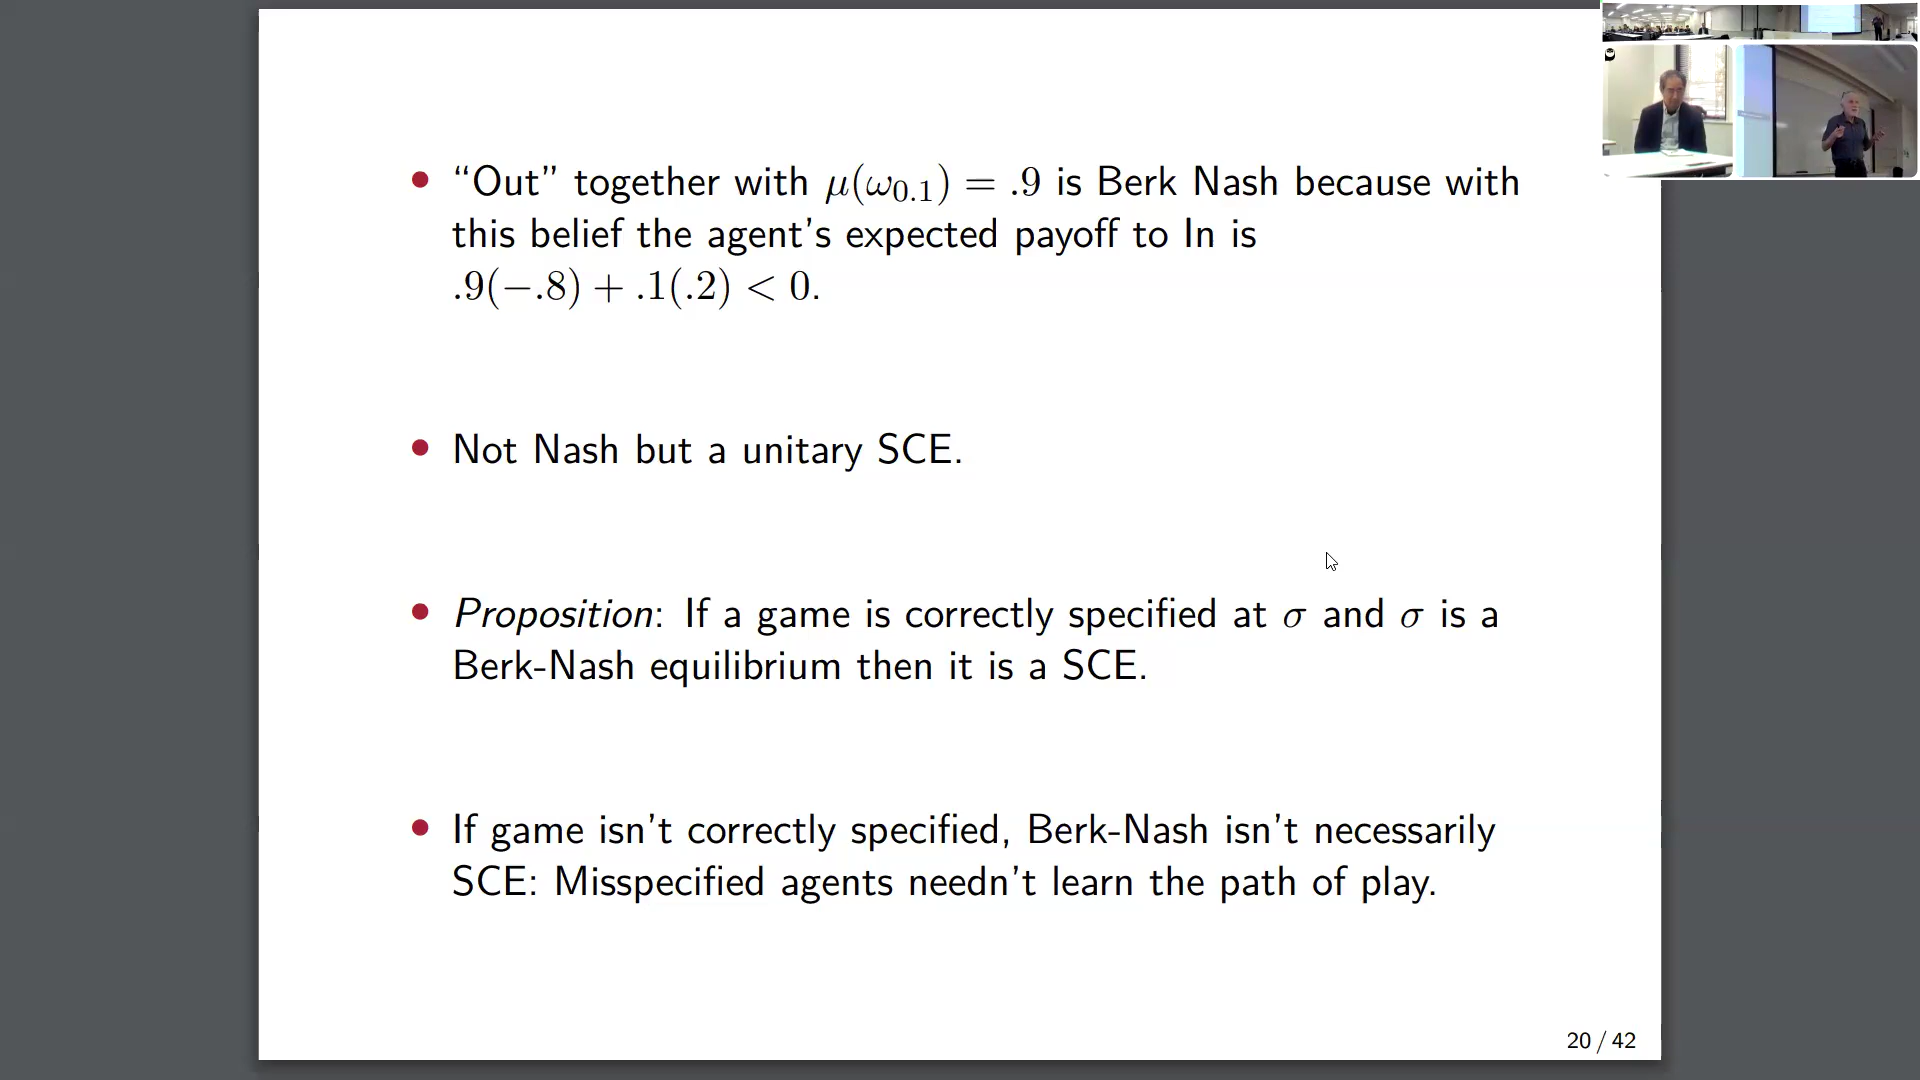 “Out” together with μ(ω₀.₁) = .9 is Berk Nash because with
this belief the agent’s expected payoff to In is
.9(−.8) + .1(.2) < 0.
Not Nash but a unitary SCE.
Proposition: If a game is correctly specified at σ and σ is a
Berk-Nash equilibrium then it is a SCE.
If game isn’t correctly specified, Berk-Nash isn’t necessarily
SCE: Misspecified agents needn’t learn the path of play.
20 / 42